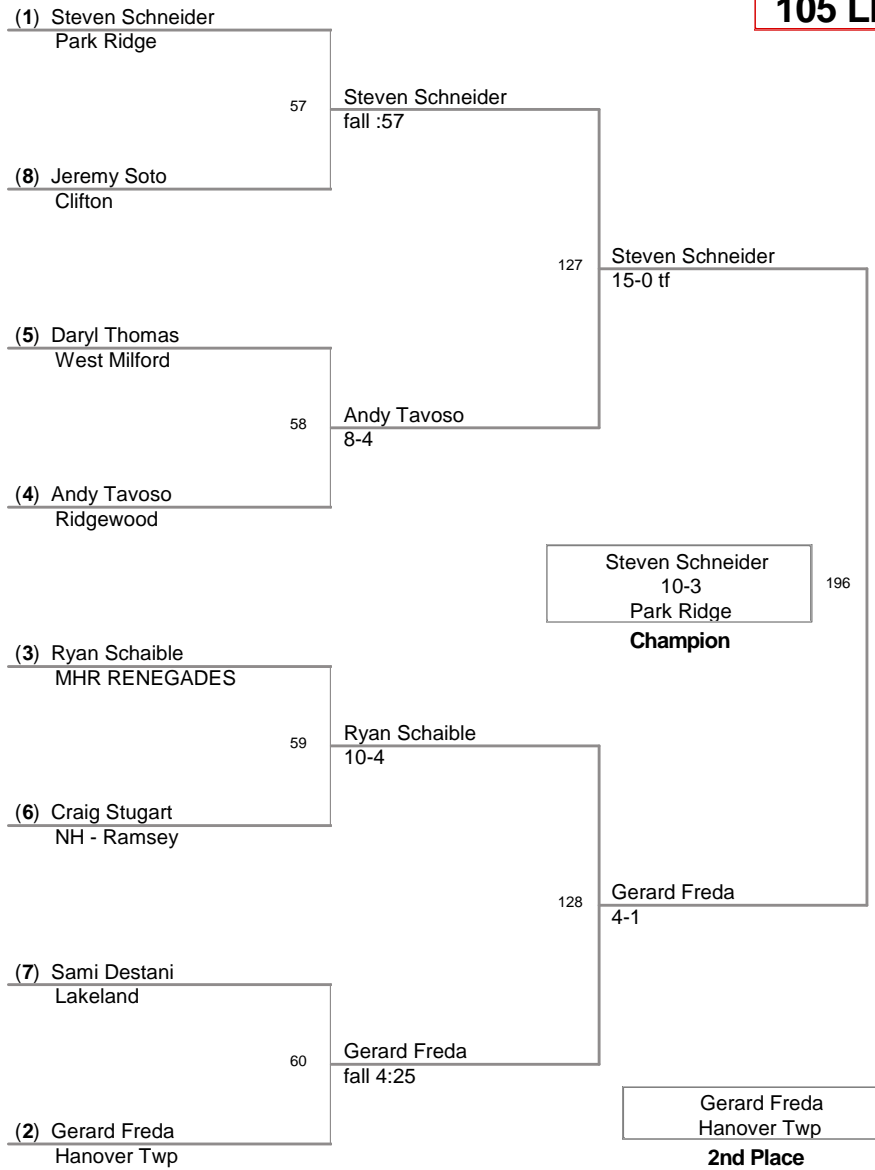 105
(1) Steven Schneider
Park Ridge
57
Steven Schneider
fall :57
(8) Jeremy Soto
Clifton
127
Steven Schneider
15-0 tf
(5) Daryl Thomas
West Milford
58
Andy Tavoso
8-4
(4) Andy Tavoso
Ridgewood
Steven Schneider
10-3
Park Ridge
196
Champion
(3) Ryan Schaible
MHR RENEGADES
59
Ryan Schaible
10-4
(6) Craig Stugart
NH - Ramsey
128
Gerard Freda
4-1
(7) Sami Destani
Lakeland
60
Gerard Freda
fall 4:25
(2) Gerard Freda
Hanover Twp
Gerard Freda
Hanover Twp
2nd Place